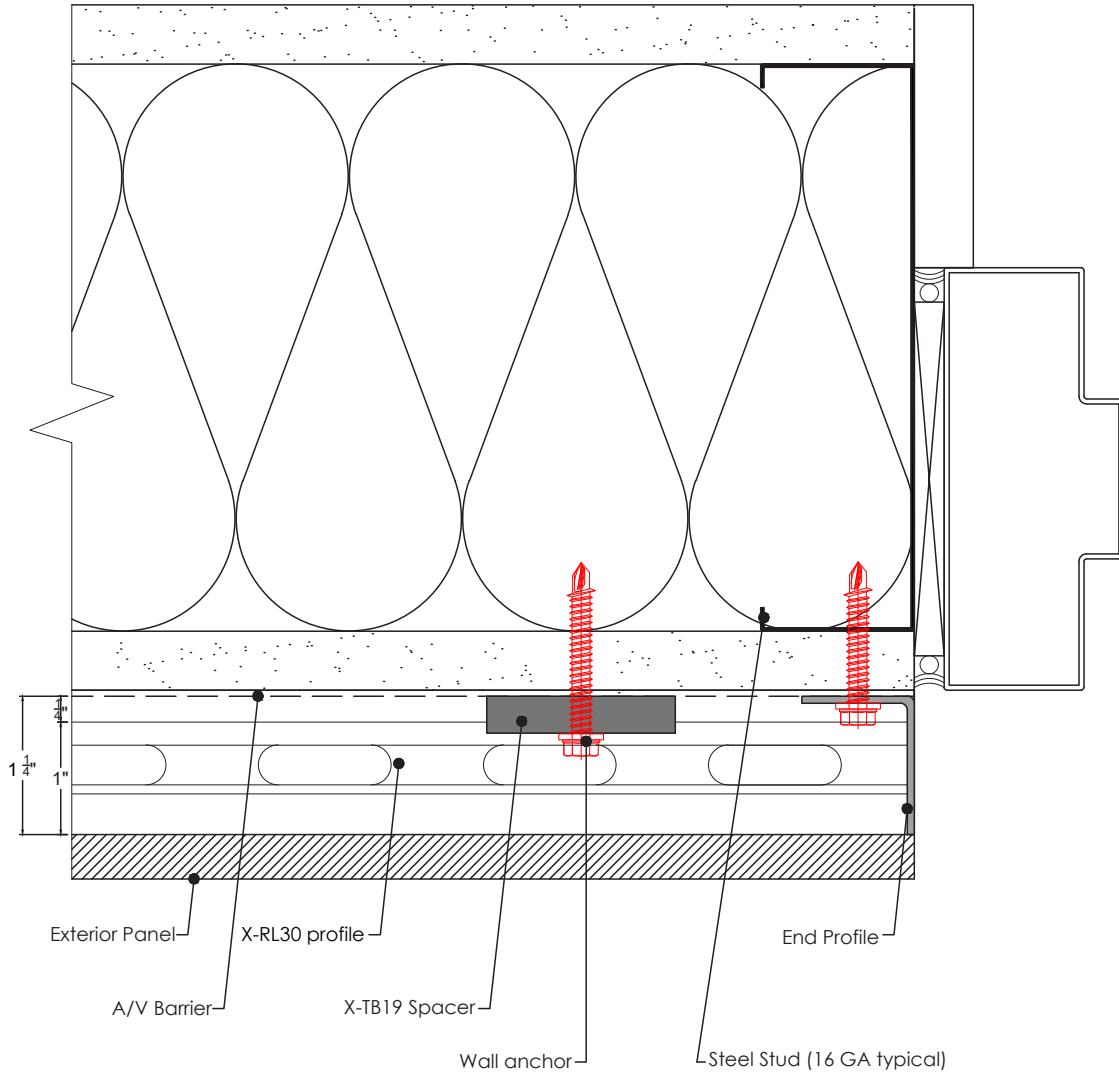 1/4"
1 1/4"
1"
Exterior Panel
X-RL30 profile
End Profile
A/V Barrier
X-TB19 Spacer
Wall anchor
Steel Stud (16 GA typical)